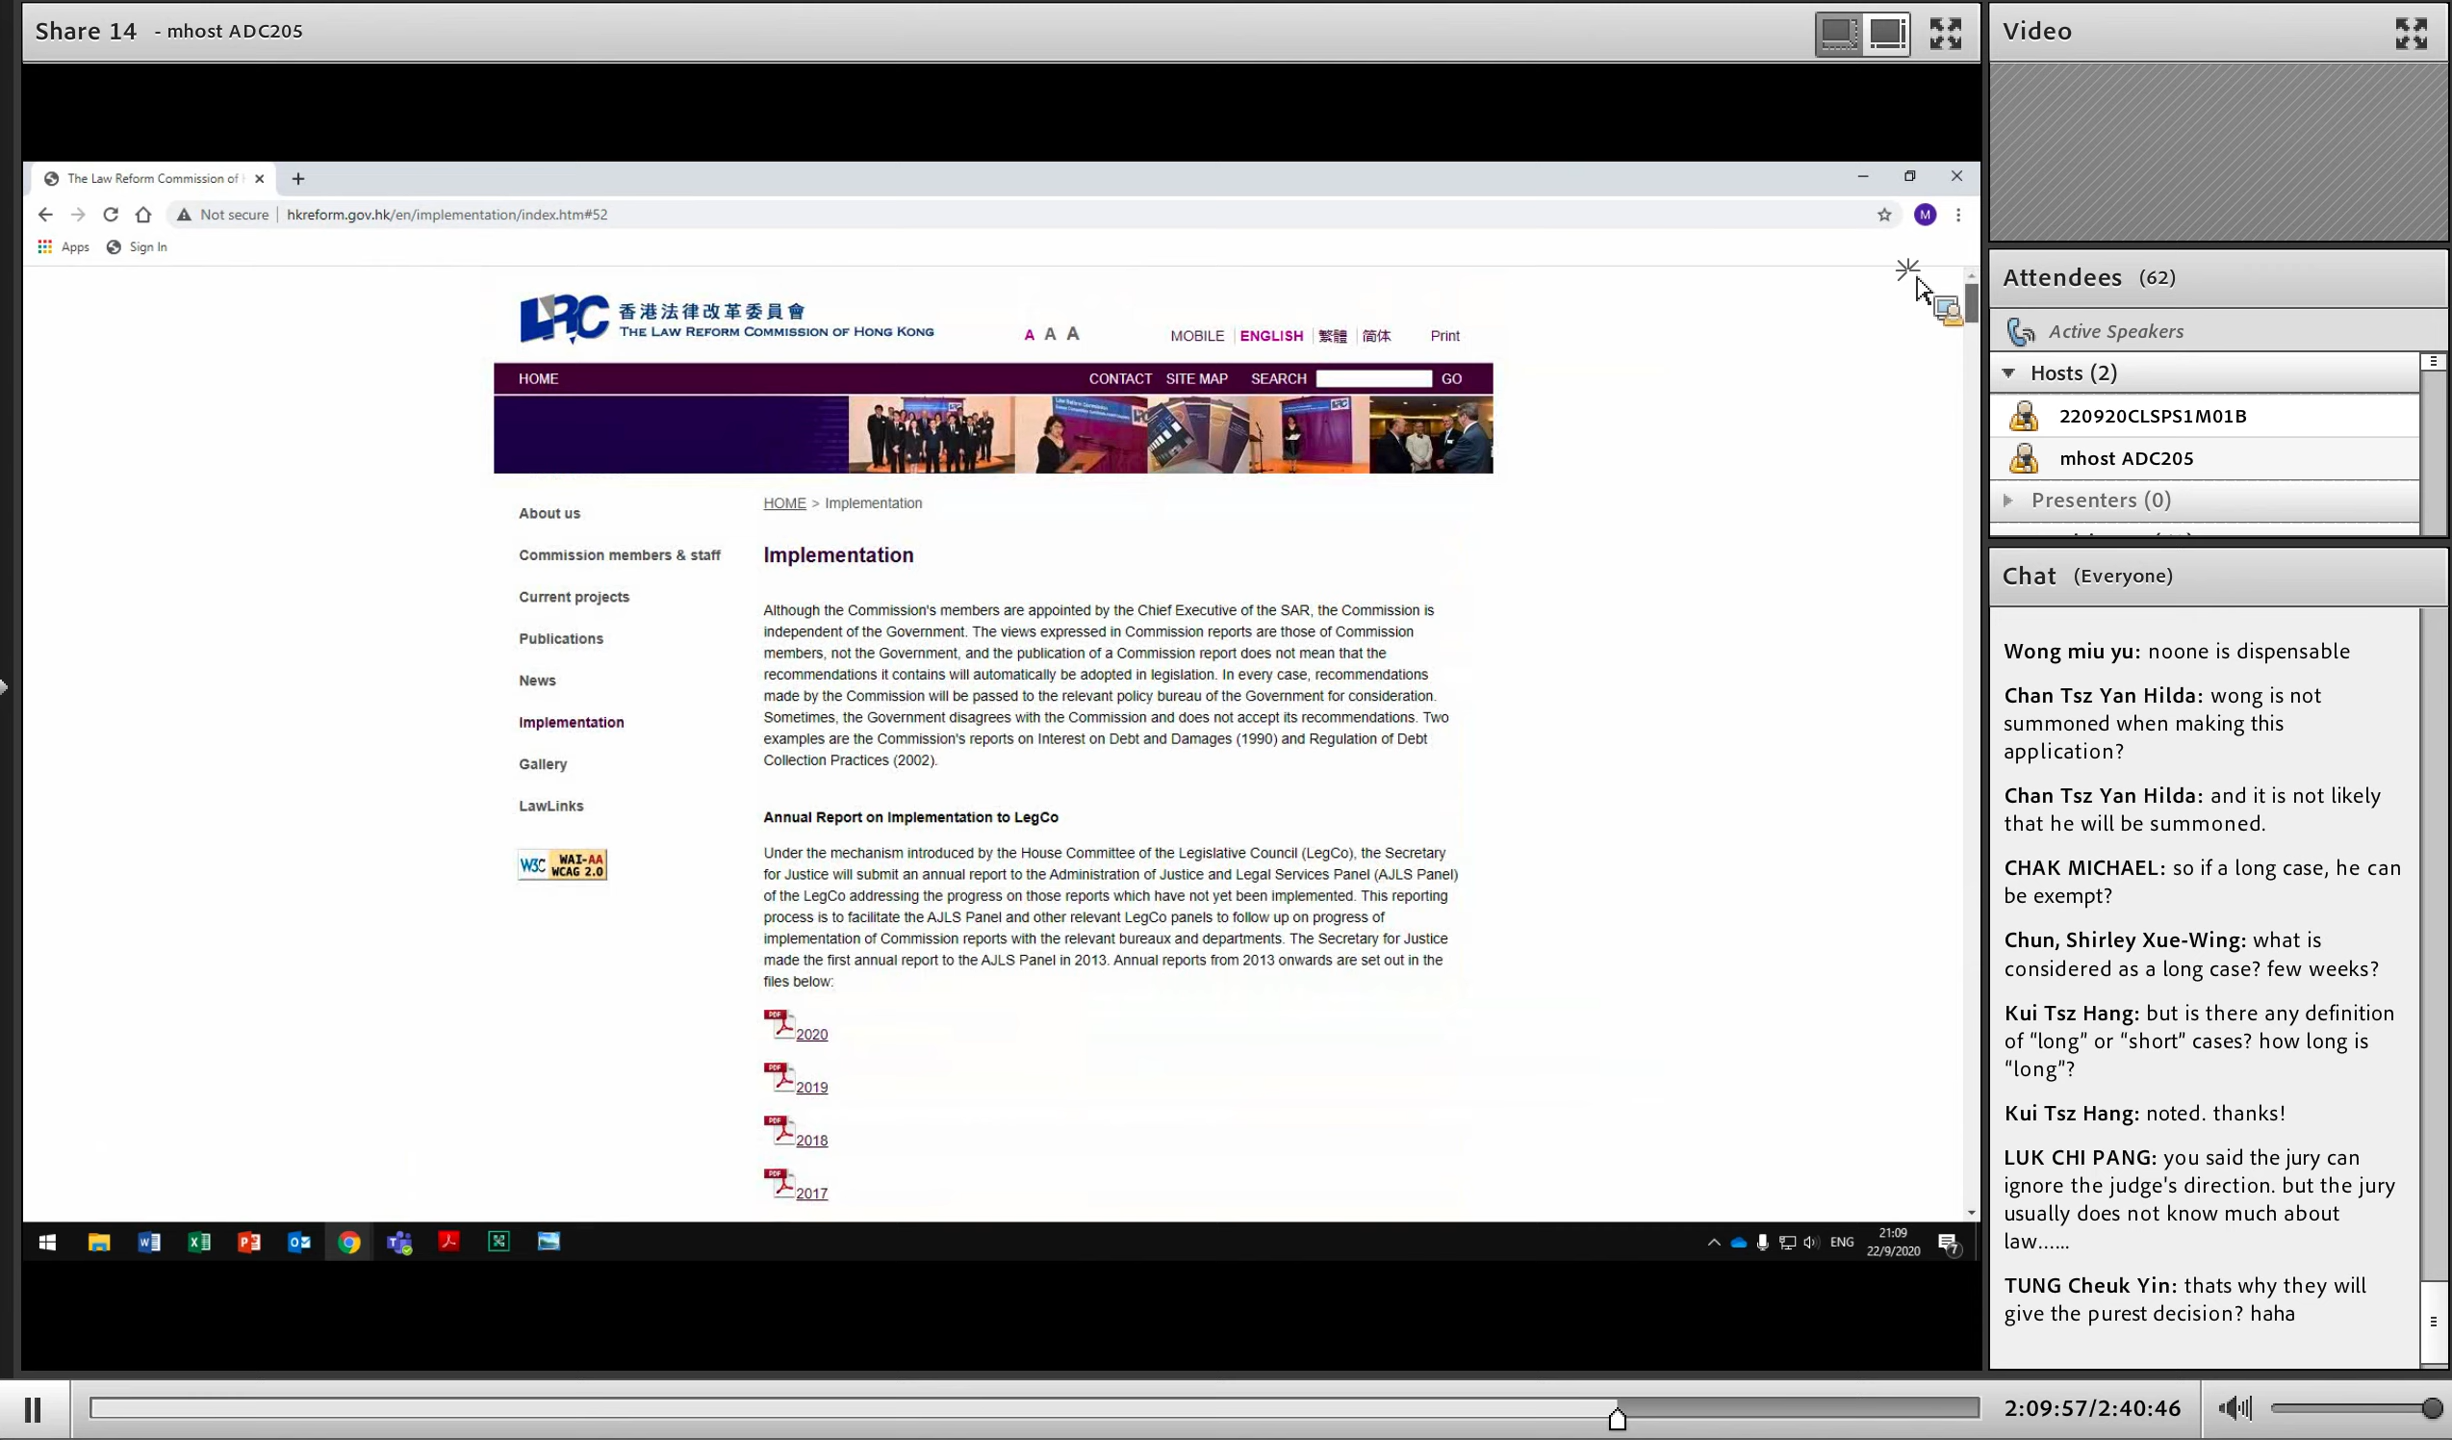 Share 14 - mhost ADC205
The Law Reform Commission of
Not secure hkreform.gov.hk/en/implementation/index.htm#52
M
Apps Sign In
LRC 香港法律改革委員會
THE LAW REFORM COMMISSION OF HONG KONG
A A A MOBILE ENGLISH 繁體 简体 Print
HOME CONTACT SITE MAP SEARCH GO
HOME > Implementation
About us
Commission members & staff
Current projects
Publications
News
Implementation
Gallery
LawLinks
W3C WAI-AA
WCAG 2.0
Implementation
Although the Commission's members are appointed by the Chief Executive of the SAR, the Commission is
independent of the Government. The views expressed in Commission reports are those of Commission
members, not the Government, and the publication of a Commission report does not mean that the
recommendations it contains will automatically be adopted in legislation. In every case, recommendations
made by the Commission will be passed to the relevant policy bureau of the Government for consideration.
Sometimes, the Government disagrees with the Commission and does not accept its recommendations. Two
examples are the Commission's reports on Interest on Debt and Damages (1990) and Regulation of Debt
Collection Practices (2002).
Annual Report on Implementation to LegCo
Under the mechanism introduced by the House Committee of the Legislative Council (LegCo), the Secretary
for Justice will submit an annual report to the Administration of Justice and Legal Services Panel (AJLS Panel)
of the LegCo addressing the progress on those reports which have not yet been implemented. This reporting
process is to facilitate the AJLS Panel and other relevant LegCo panels to follow up on progress of
implementation of Commission reports with the relevant bureaux and departments. The Secretary for Justice
made the first annual report to the AJLS Panel in 2013. Annual reports from 2013 onwards are set out in the
files below:
PDF 2020
PDF 2019
PDF 2018
PDF 2017
ENG 21:09
22/9/2020
7
Video
Attendees (62)
Active Speakers
Hosts (2)
220920CLSPS1M01B
mhost ADC205
Presenters (0)
Chat (Everyone)
Wong miu yu: noone is dispensable
Chan Tsz Yan Hilda: wong is not
summoned when making this
application?
Chan Tsz Yan Hilda: and it is not likely
that he will be summoned.
CHAK MICHAEL: so if a long case, he can
be exempt?
Chun, Shirley Xue-Wing: what is
considered as a long case? few weeks?
Kui Tsz Hang: but is there any definition
of “long” or “short” cases? how long is
“long”?
Kui Tsz Hang: noted. thanks!
LUK CHI PANG: you said the jury can
ignore the judge's direction. but the jury
usually does not know much about
law......
TUNG Cheuk Yin: thats why they will
give the purest decision? haha
2:09:57/2:40:46